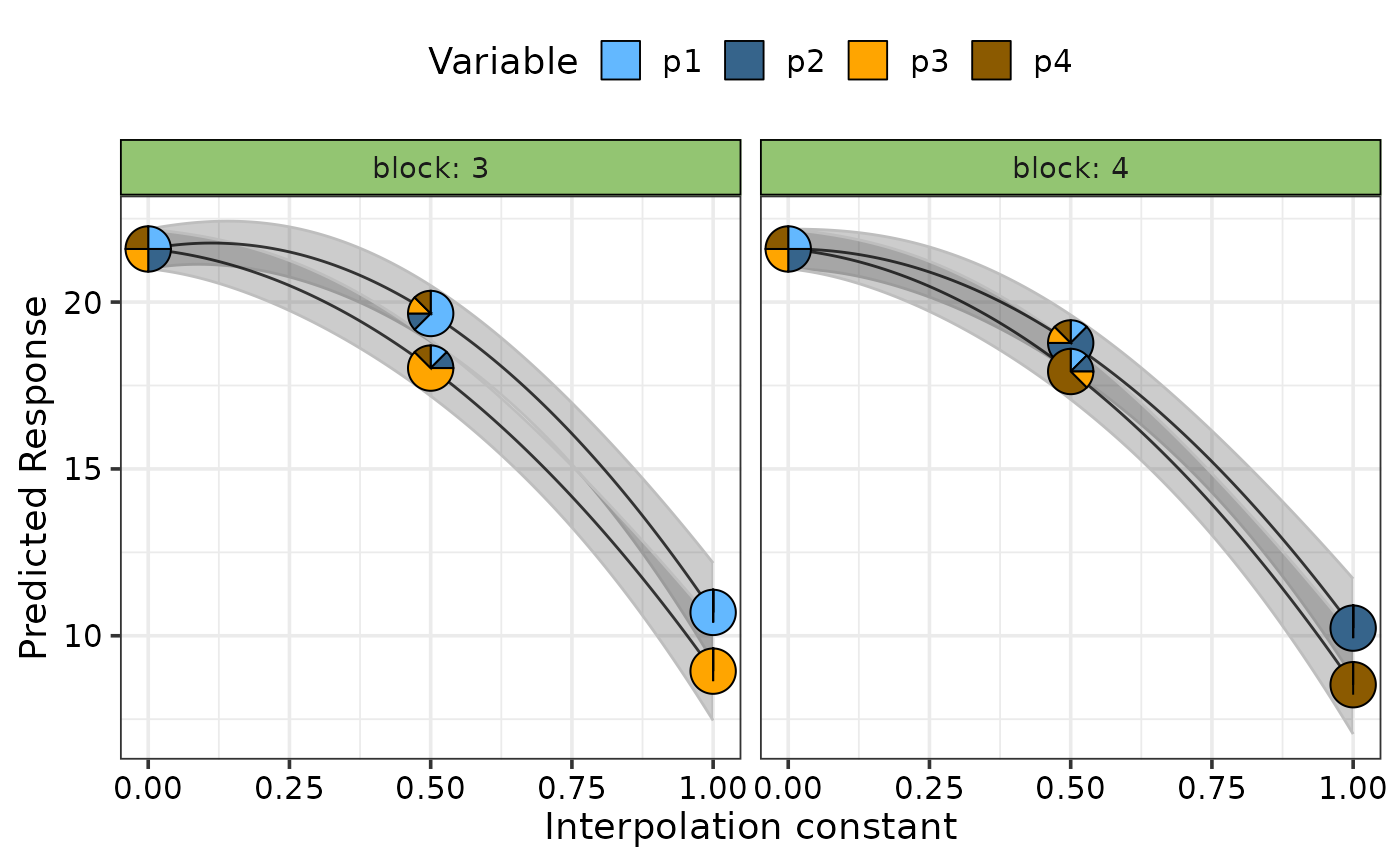 Variable p1 p2 p3 p4
block: 3 block: 4
Predicted Response
20
15
10
0.00 0.25 0.50 0.75 1.00 0.00 0.25 0.50 0.75 1.00
Interpolation constant